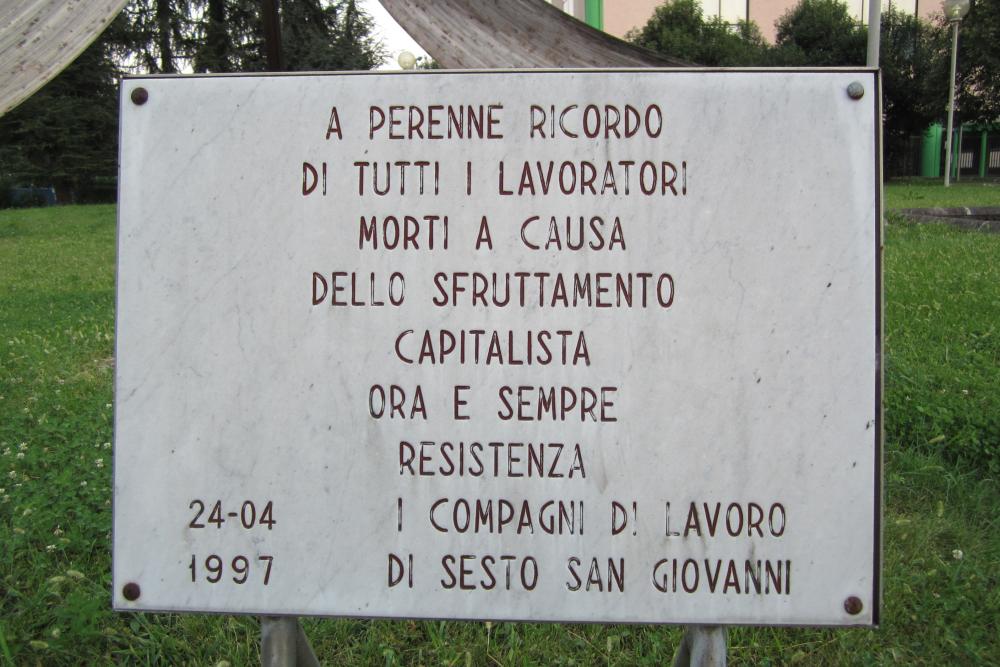 A PERENNE RICORDO
DI TUTTI I LAVORATORI
MORTI A CAUSA
DELLO SFRUTTAMENTO
CAPITALISTA
ORA E SEMPRE
RESISTENZA
24-04 I COMPAGNI DI LAVORO
1997 DI SESTO SAN GIOVANNI